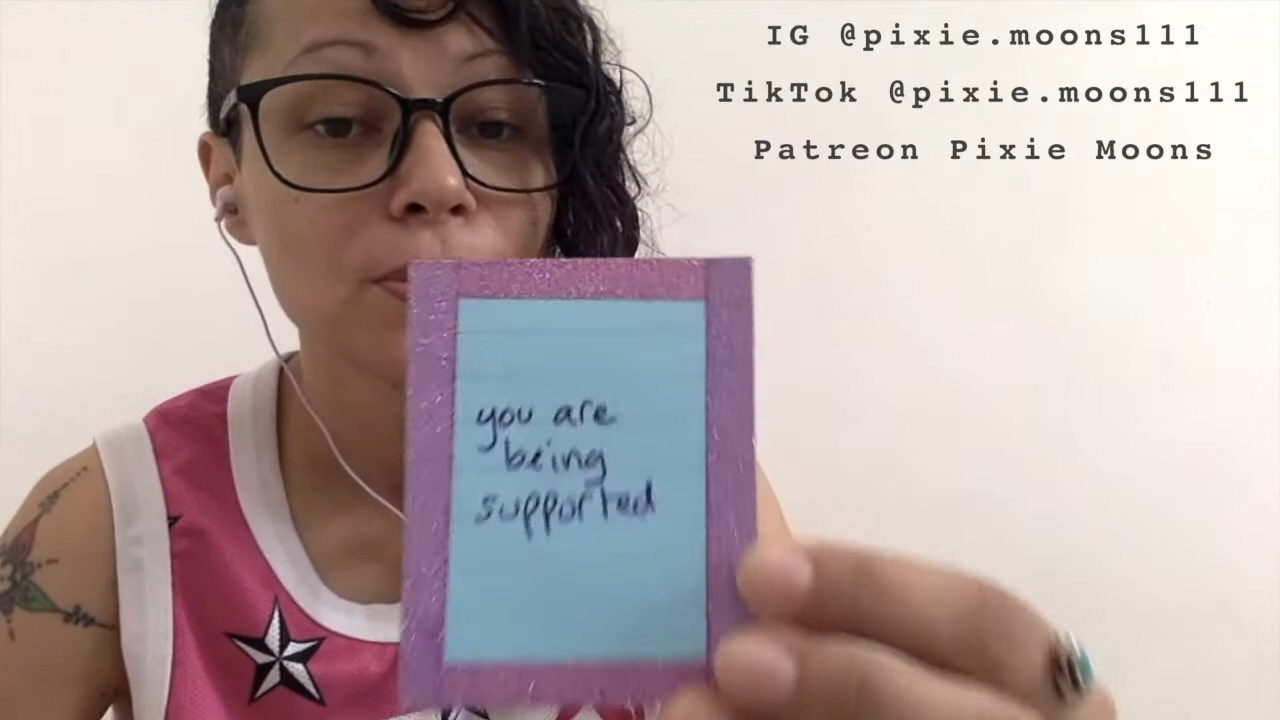 IG @pixie.moons111
TikTok @pixie.moons111
Patreon Pixie Moons
you are
being
supported